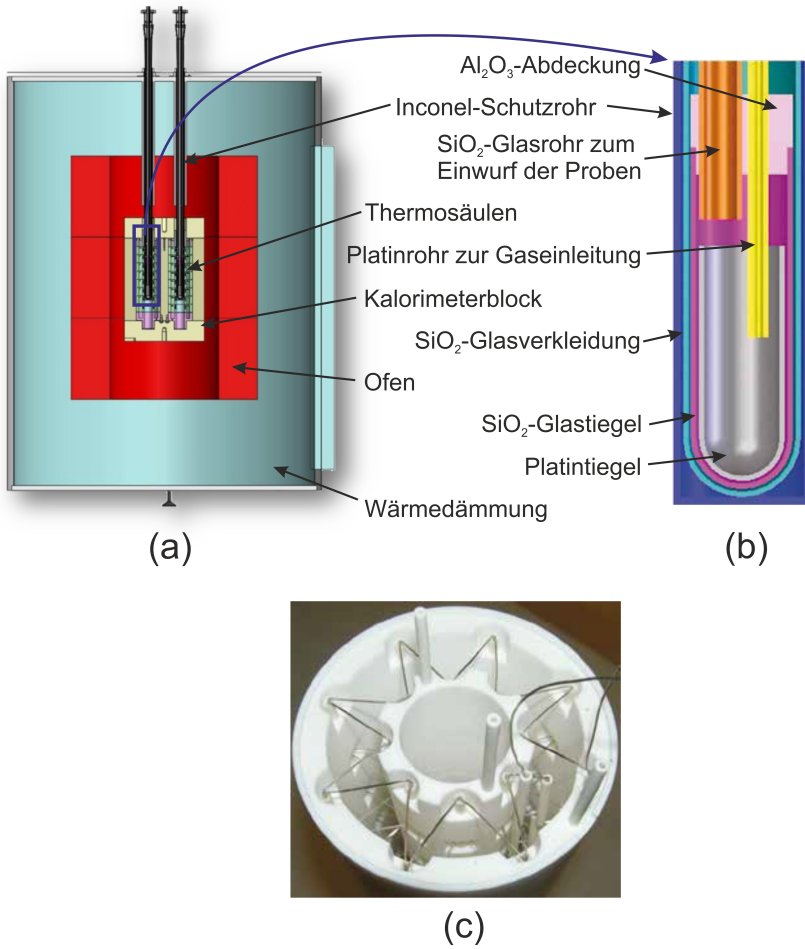 Al₂O₃-Abdeckung
Inconel-Schutzrohr
SiO₂-Glasrohr zum
Einwurf der Proben
Thermosäulen
Platinrohr zur Gaseinleitung
Kalorimeterblock
SiO₂-Glasverkleidung
Ofen
SiO₂-Glastiegel
Platintiegel
Wärmedämmung
(a)
(b)
(c)